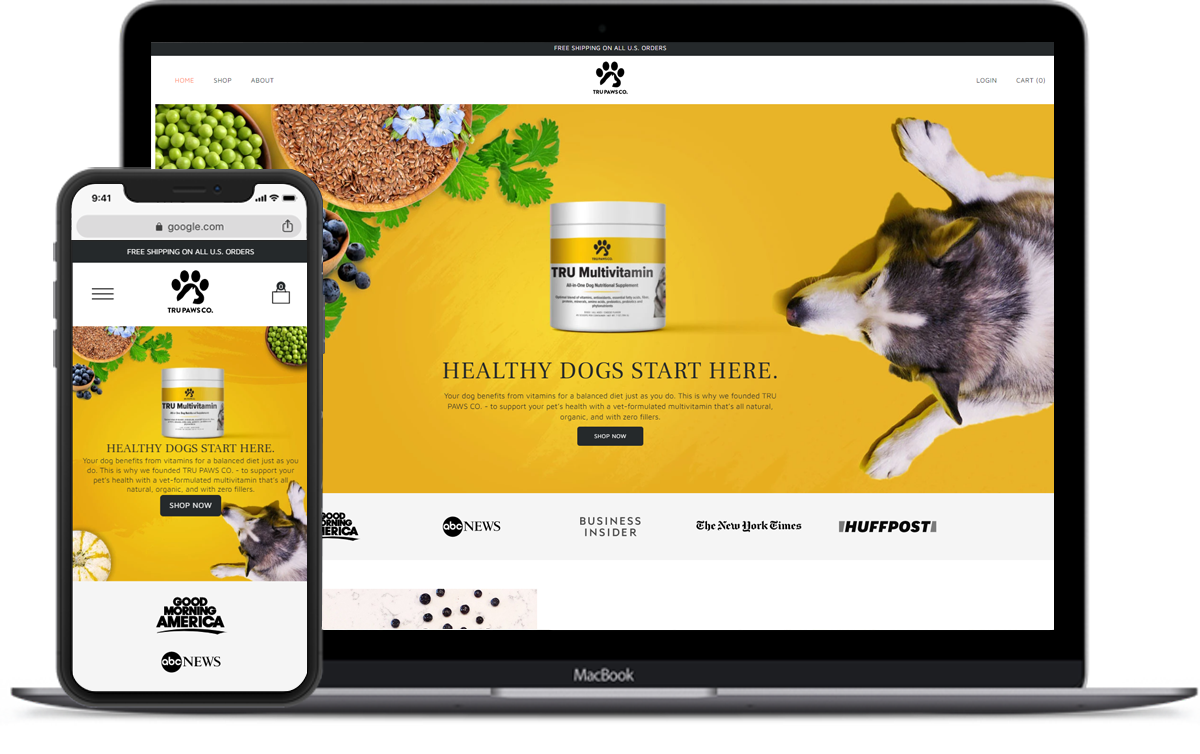 FREE SHIPPING ON ALL U.S. ORDERS
HOME SHOP ABOUT
TRU PAWS CO.
LOGIN CART (0)
TRU Multivitamin
All-in-One Dog Nutritional Supplement
HEALTHY DOGS START HERE.
Your dog benefits from vitamins for a balanced diet just as you do. This is why we founded TRU
PAWS CO. – to support your pet's health with a vet-formulated multivitamin that's all natural,
organic, and with zero fillers.
SHOP NOW
GOOD
MORNING
AMERICA
abc NEWS
BUSINESS
INSIDER
The New York Times
HUFFPOST
MacBook
9:41
google.com
FREE SHIPPING ON ALL U.S. ORDERS
TRU PAWS CO.
0
TRU Multivitamin
HEALTHY DOGS START HERE.
Your dog benefits from vitamins for a balanced diet just as you
do. This is why we founded TRU PAWS CO. – to support your
pet's health with a vet-formulated multivitamin that's all
natural, organic, and with zero fillers.
SHOP NOW
GOOD
MORNING
AMERICA
abc NEWS